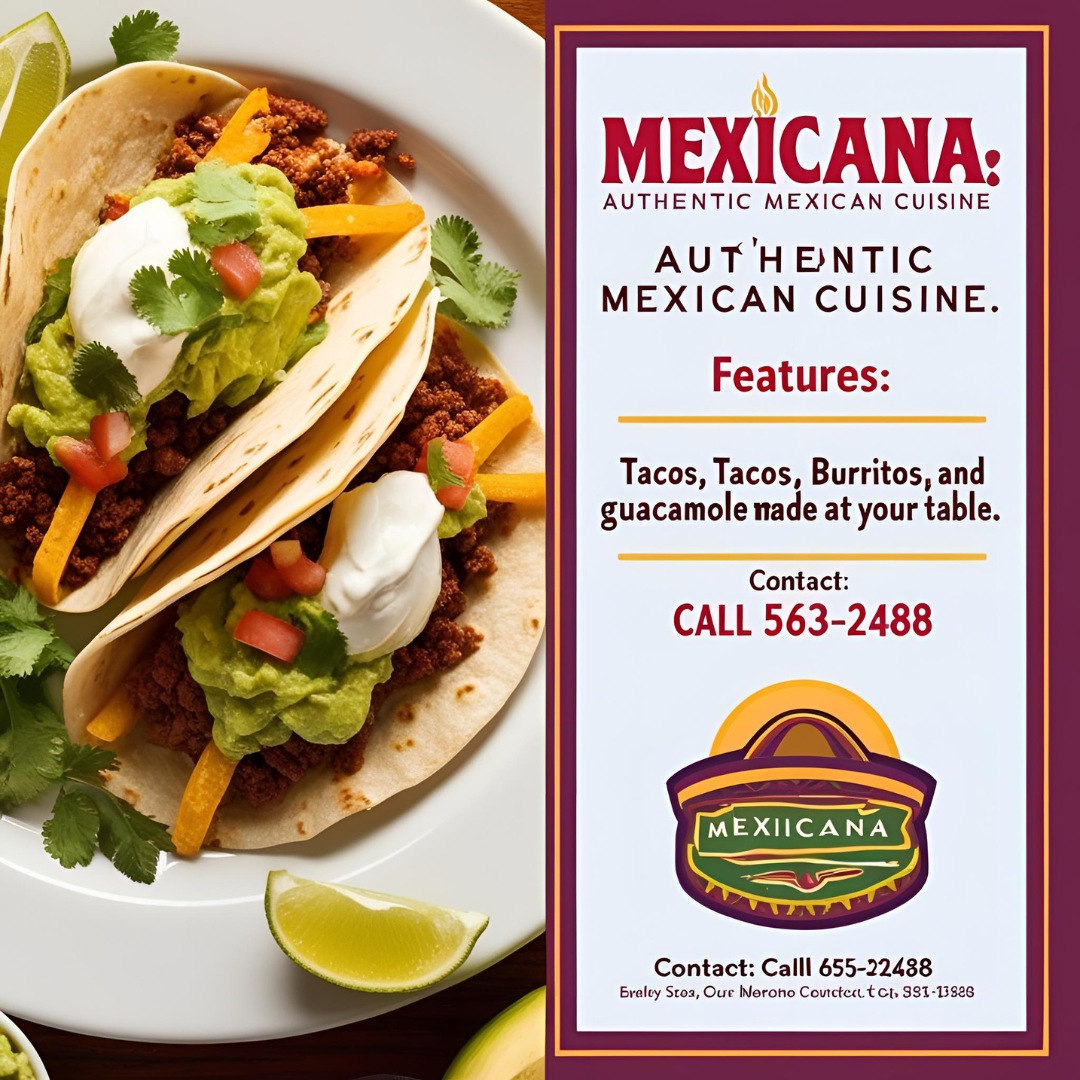 MEXICANA:
AUTHENTIC MEXICAN CUISINE
AUT'HENTIC
MEXICAN CUISINE.
Features:
Tacos, Tacos, Burritos, and
guacamole made at your table.
Contact:
CALL 563-2488
MEXIICANA
Contact: Calll 655-22488